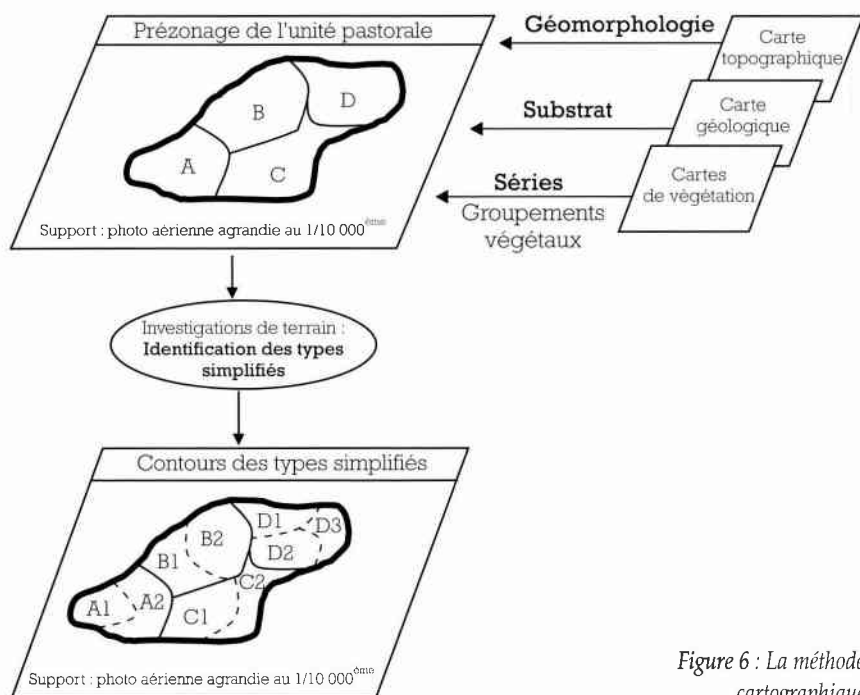 Prézonage de l'unité pastorale
A
B
C
D
Support : photo aérienne agrandie au 1/10 000ème
Géomorphologie
Carte
topographique
Substrat
Carte
géologique
Séries
Groupements
végétaux
Cartes
de vègétation
Investigations de terrain :
Identification des types
simplifiés
Contours des types simplifiés
A1
A2
B1
B2
C1
C2
D1
D2
D3
Support : photo aérienne agrandie au 1/10 000ème
Figure 6 : La méthode
cartographique